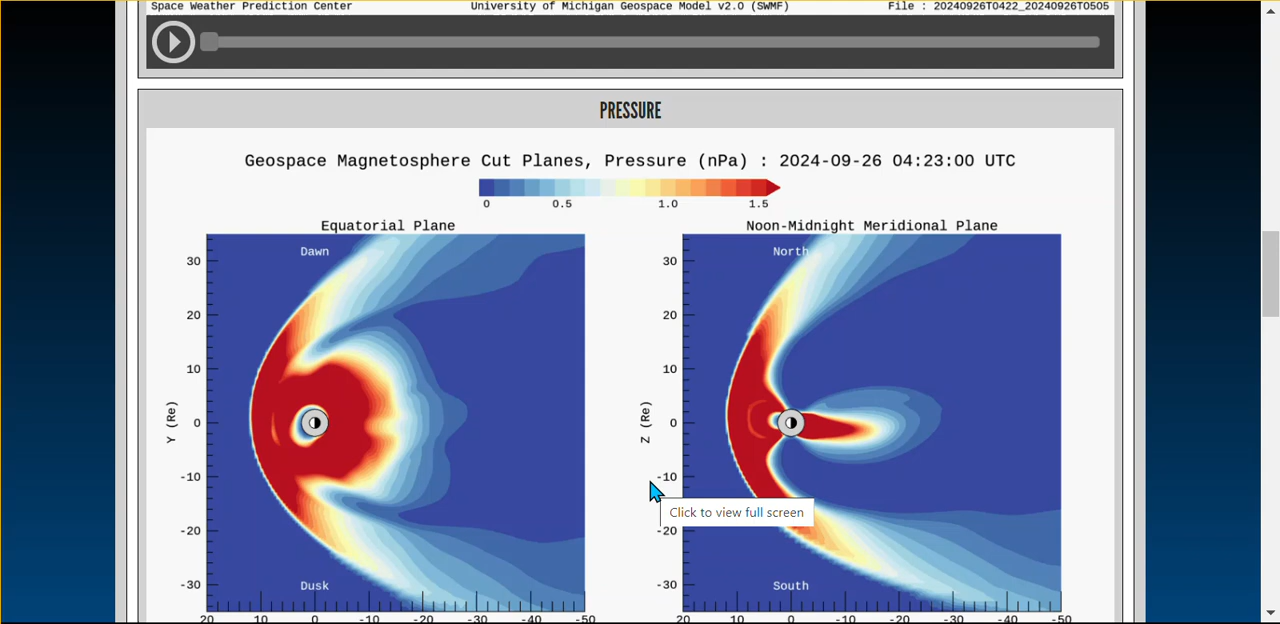 Space Weather Prediction Center University of Michigan Geospace Model v2.0 (SWMF) File : 20240926T0422_20240926T0505
PRESSURE
Geospace Magnetosphere Cut Planes, Pressure (nPa) : 2024-09-26 04:23:00 UTC
0 0.5 1.0 1.5
Equatorial Plane
Dawn
30
20
10
0
-10
-20
-30
Y (Re)
Dusk
20 10 0 -10 -20 -30 -40 -50
Noon-Midnight Meridional Plane
North
30
20
10
0
-10
-20
-30
Z (Re)
Click to view full screen
South
20 10 0 -10 -20 -30 -40 -50